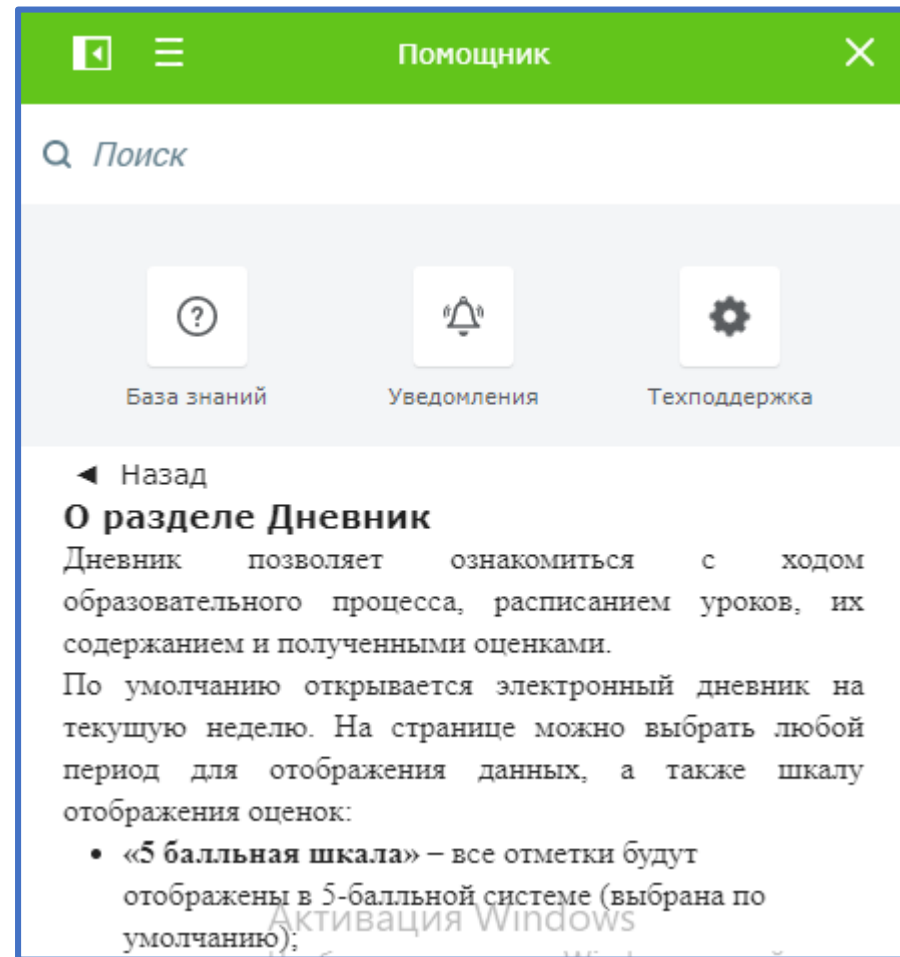 Помощник
Поиск
База знаний
Уведомления
Техподдержка
Назад
О разделе Дневник
Дневник позволяет ознакомиться с ходом
образовательного процесса, расписанием уроков, их
содержанием и полученными оценками.
По умолчанию открывается электронный дневник на
текущую неделю. На странице можно выбрать любой
период для отображения данных, а также шкалу
отображения оценок:
• «5 балльная шкала» – все отметки будут
отображены в 5-балльной системе (выбрана по
Активация Windows
умолчанию);